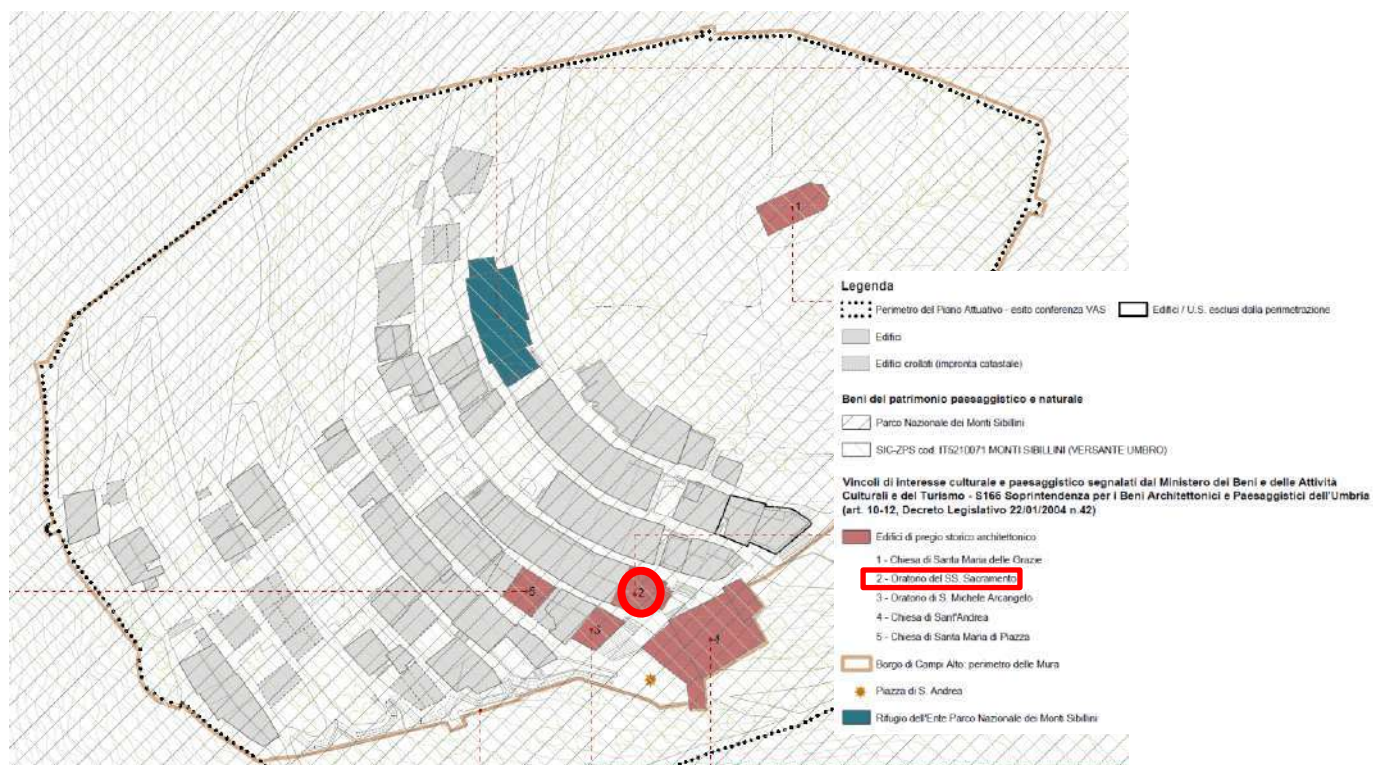 1
5
2
3
4
Legenda
Perimetro del Piano Attuativo - esito conferenza VAS
Edifici / U.S. esclusi dalla perimetrazione
Edifici
Edifici crollati (impronta catastale)
Beni del patrimonio paesaggistico e naturale
Parco Nazionale dei Monti Sibillini
SIC-ZPS cod. IT5210071 MONTI SIBILLINI (VERSANTE UMBRO)
Vincoli di interesse culturale e paesaggistico segnalati dal Ministero dei Beni e delle Attività
Culturali e del Turismo - S166 Soprintendenza per i Beni Architettonici e Paesaggistici dell'Umbria
(art. 10-12, Decreto Legislativo 22/01/2004 n.42)
Edifici di pregio storico architettonico
1 - Chiesa di Santa Maria delle Grazie
2 - Oratorio del SS. Sacramento
3 - Oratorio di S. Michele Arcangelo
4 - Chiesa di Sant'Andrea
5 - Chiesa di Santa Maria di Piazza
Borgo di Campi Alto: perimetro delle Mura
Piazza di S. Andrea
Rifugio dell'Ente Parco Nazionale dei Monti Sibillini